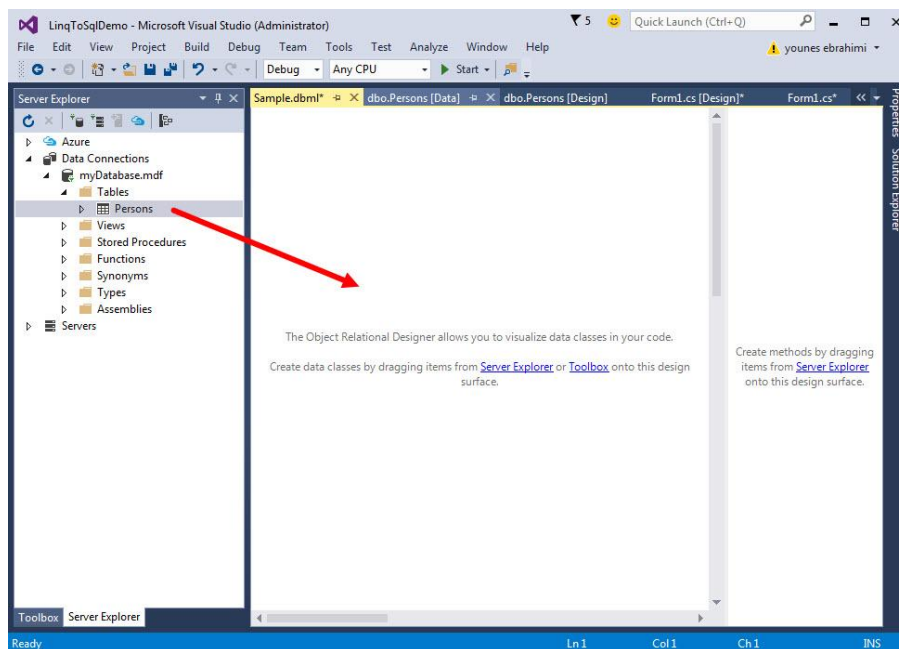 LinqToSqlDemo - Microsoft Visual Studio (Administrator)
5
Quick Launch (Ctrl+Q)
File Edit View Project Build Debug Team Tools Test Analyze Window Help
younes ebrahimi
Debug Any CPU Start
Server Explorer
Sample.dbml* dbo.Persons [Data] dbo.Persons [Design] Form1.cs [Design]* Form1.cs*
Properties
Solution Explorer
Azure
Data Connections
myDatabase.mdf
Tables
Persons
Views
Stored Procedures
Functions
Synonyms
Types
Assemblies
Servers
The Object Relational Designer allows you to visualize data classes in your code.
Create data classes by dragging items from Server Explorer or Toolbox onto this design
surface.
Create methods by dragging
items from Server Explorer
onto this design surface.
Toolbox Server Explorer
Ready Ln 1 Col 1 Ch 1 INS